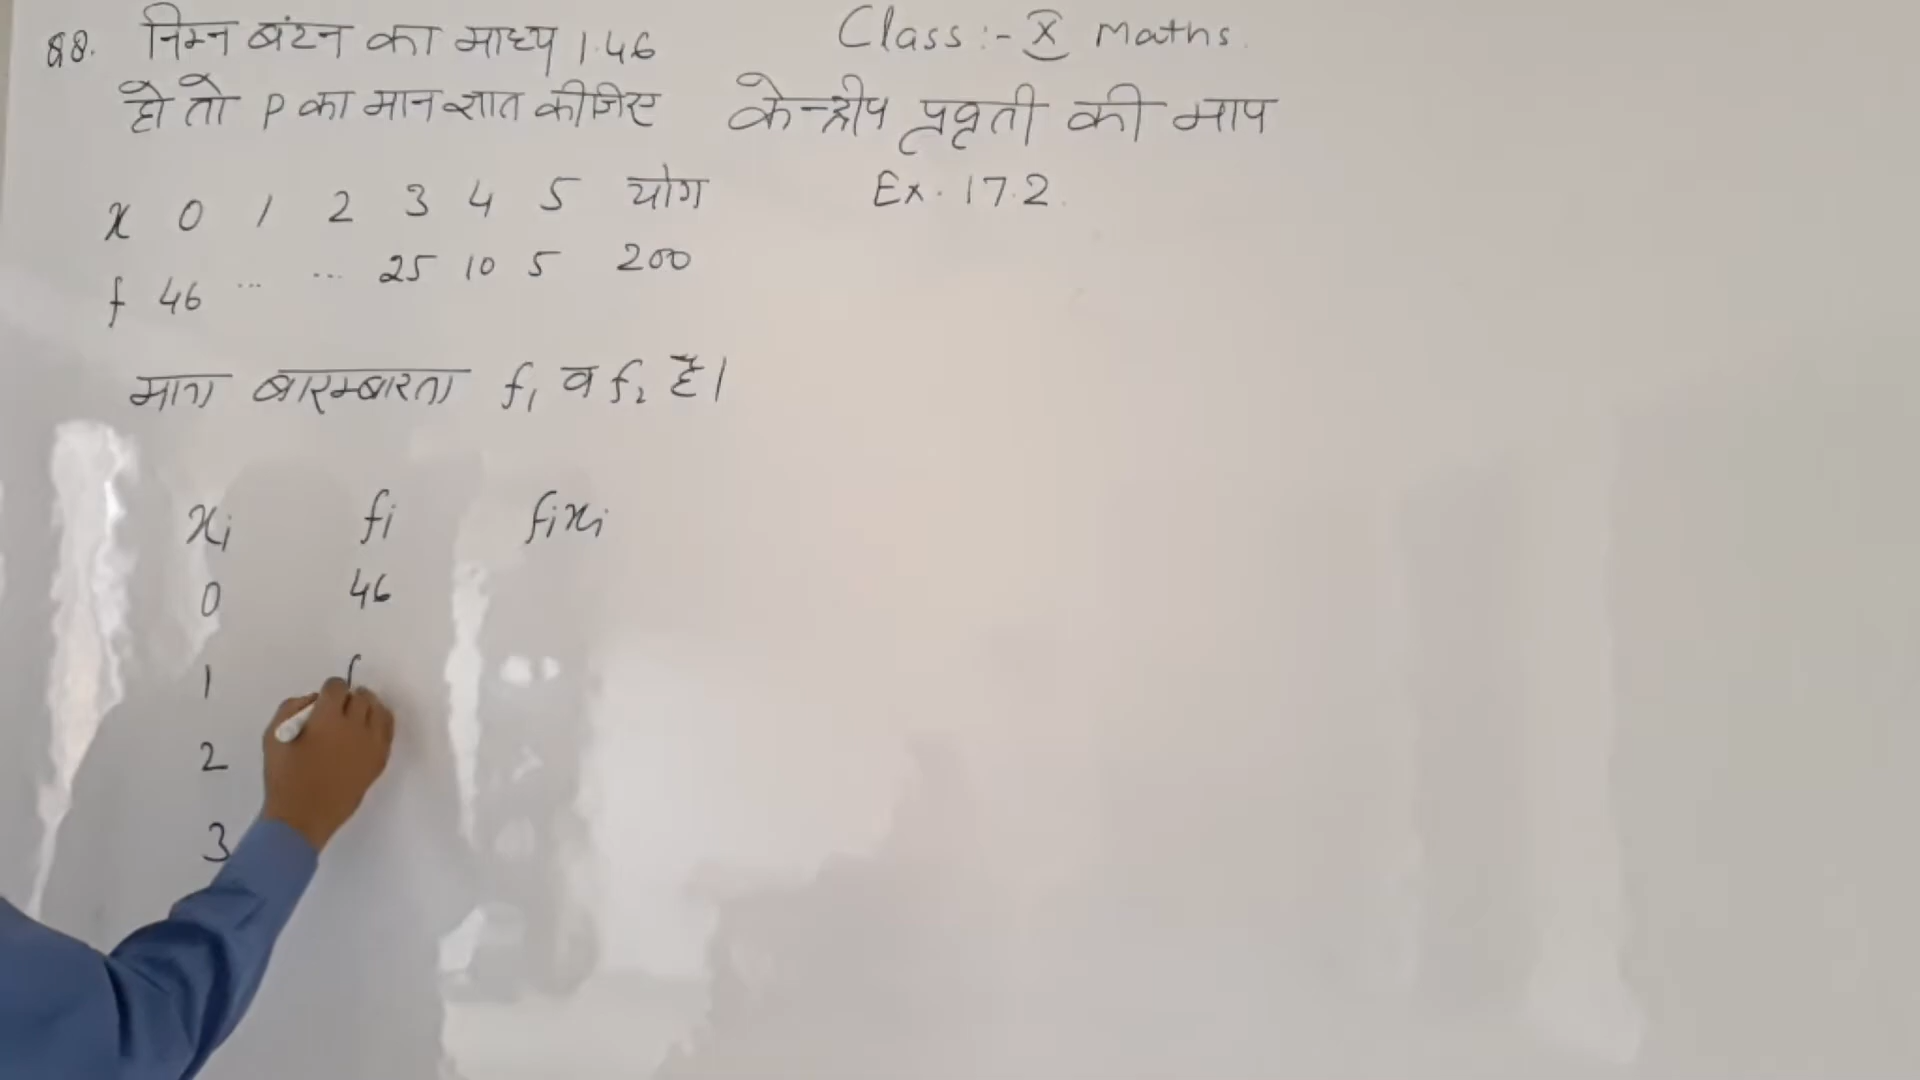 Q8. निम्न बंटन का माध्य 1.46
हो तो P का मान ज्ञात कीजिए
x 0 1 2 3 4 5 योग
f 46 ... ... 25 10 5 200
माना बारम्बारता f₁ व f₂ है।
xᵢ fᵢ fᵢxᵢ
0 46
1 f
2
3
Class:- X Maths.
केन्द्रीय प्रवृती की माप
Ex. 17.2.